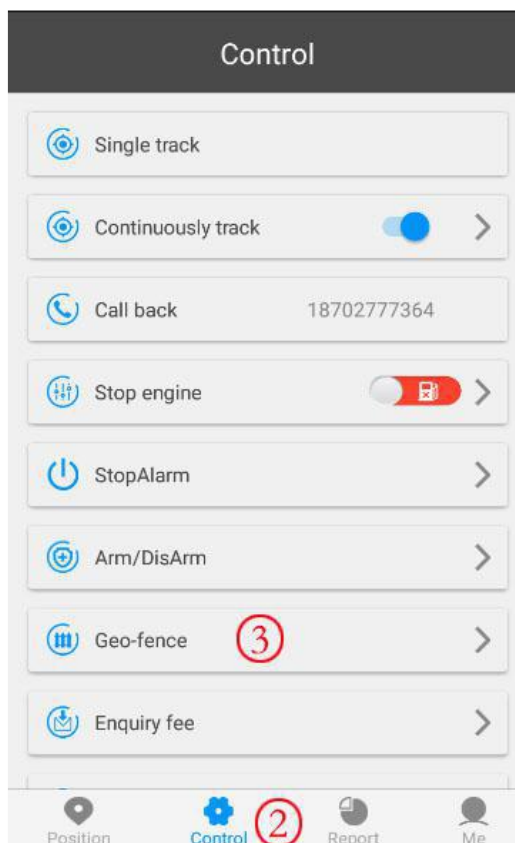 Control
Single track
Continuously track
Call back 18702777364
Stop engine
StopAlarm
Arm/DisArm
Geo-fence 3
Enquiry fee
Position Control 2 Report Me